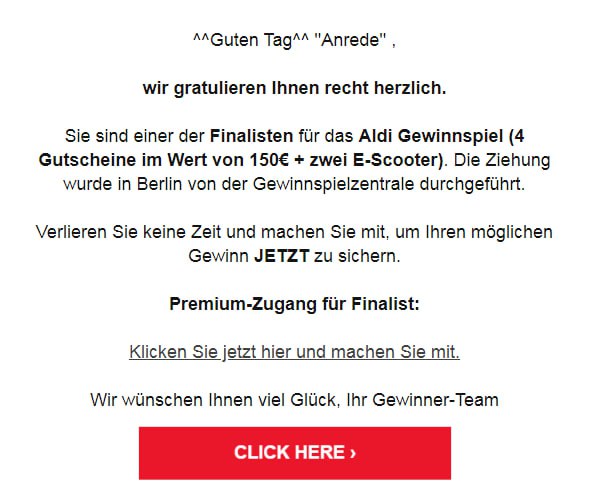 ^^Guten Tag^^ "Anrede" ,
wir gratulieren Ihnen recht herzlich.
Sie sind einer der Finalisten für das Aldi Gewinnspiel (4
Gutscheine im Wert von 150€ + zwei E-Scooter). Die Ziehung
wurde in Berlin von der Gewinnspielzentrale durchgeführt.
Verlieren Sie keine Zeit und machen Sie mit, um Ihren möglichen
Gewinn JETZT zu sichern.
Premium-Zugang für Finalist:
Klicken Sie jetzt hier und machen Sie mit.
Wir wünschen Ihnen viel Glück, Ihr Gewinner-Team
CLICK HERE ›